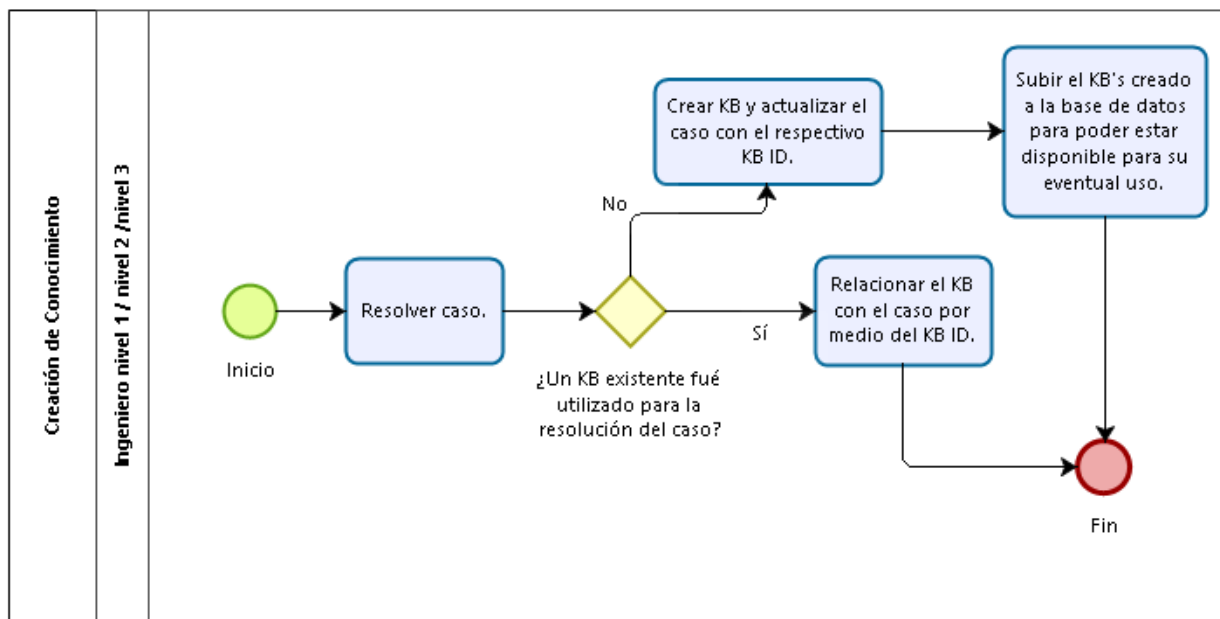 Creación de Conocimiento
Ingeniero nivel 1 / nivel 2 /nivel 3
Inicio
Resolver caso.
¿Un KB existente fué
utilizado para la
resolución del caso?
No
Crear KB y actualizar el
caso con el respectivo
KB ID.
Subir el KB's creado
a la base de datos
para poder estar
disponible para su
eventual uso.
Sí
Relacionar el KB
con el caso por
medio del KB ID.
Fin